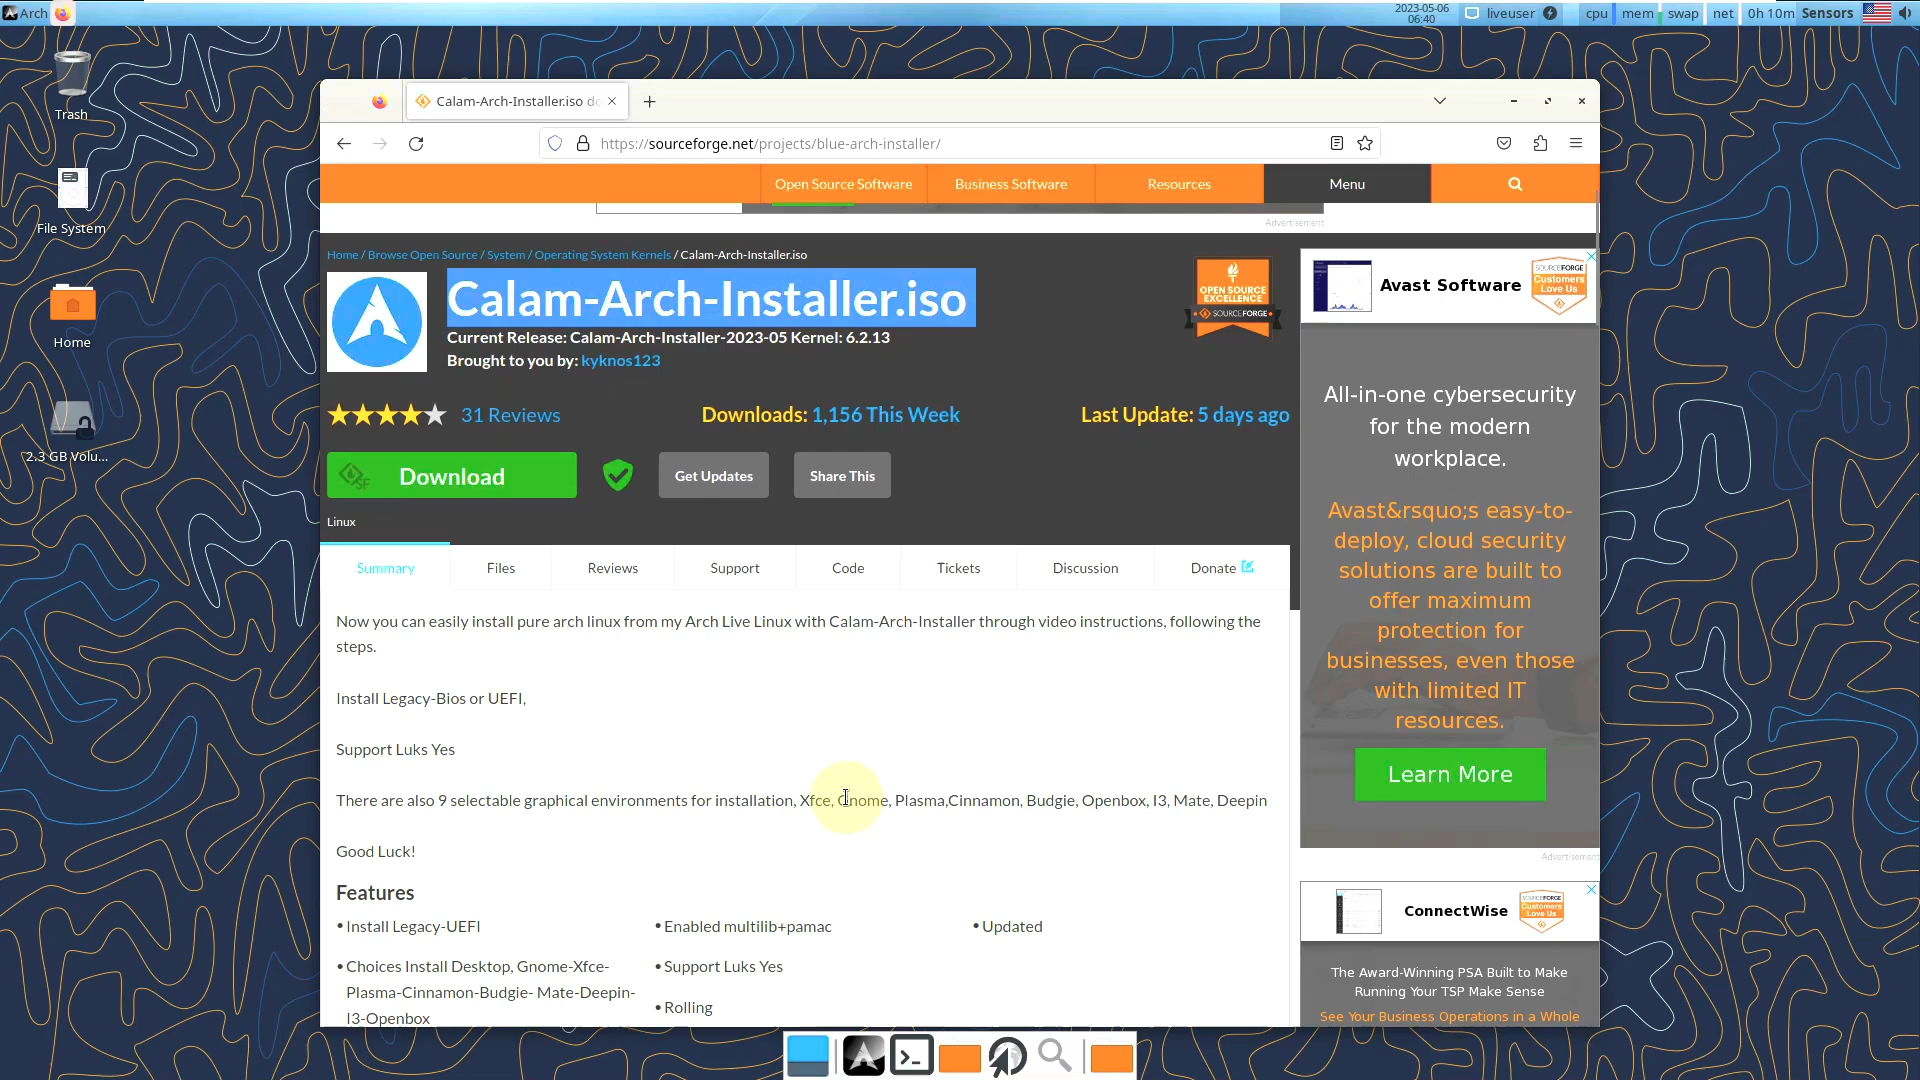 Arch
2023-05-06
06:40
liveuser
cpu
mem
swap
net
0h 10m
Sensors
Trash
File System
Home
2.3 GB Volu...
Calam-Arch-Installer.iso
https://sourceforge.net/projects/blue-arch-installer/
Open Source Software
Business Software
Resources
Menu
Advertisement
Home / Browse Open Source / System / Operating System Kernels / Calam-Arch-Installer.iso
Calam-Arch-Installer.iso
Current Release: Calam-Arch-Installer-2023-05 Kernel: 6.2.13
Brought to you by: kyknos123
OPEN SOURCE
EXCELLENCE
SOURCEFORGE
31 Reviews
Downloads: 1,156 This Week
Last Update: 5 days ago
SF
Download
Get Updates
Share This
Linux
Summary
Files
Reviews
Support
Code
Tickets
Discussion
Donate
Now you can easily install pure arch linux from my Arch Live Linux with Calam-Arch-Installer through video instructions, following the
steps.
Install Legacy-Bios or UEFI,
Support Luks Yes
There are also 9 selectable graphical environments for installation, Xfce, Gnome, Plasma,Cinnamon, Budgie, Openbox, I3, Mate, Deepin
Good Luck!
Features
• Install Legacy-UEFI
• Choices Install Desktop, Gnome-Xfce-
Plasma-Cinnamon-Budgie- Mate-Deepin-
I3-Openbox
• Enabled multilib+pamac
• Support Luks Yes
• Rolling
• Updated
Avast Software
SOURCEFORGE
Customers
Love Us
All-in-one cybersecurity
for the modern
workplace.
Avast&rsquo;s easy-to-
deploy, cloud security
solutions are built to
offer maximum
protection for
businesses, even those
with limited IT
resources.
Learn More
Advertisement
ConnectWise
SOURCEFORGE
Customers
Love Us
The Award-Winning PSA Built to Make
Running Your TSP Make Sense
See Your Business Operations in a Whole